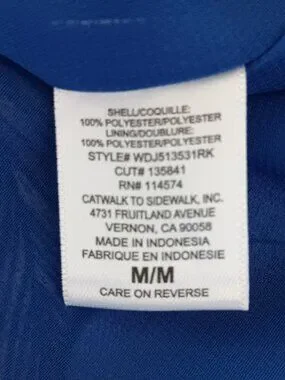 SHELL/COQUILLE:
100% POLYESTER/POLYESTER
LINING/DOUBLURE:
100% POLYESTER/POLYESTER
STYLE# WDJ513531RK
CUT# 135841
RN# 114574
CATWALK TO SIDEWALK, INC.
4731 FRUITLAND AVENUE
VERNON, CA 90058
MADE IN INDONESIA
FABRIQUE EN INDONESIE
M/M
CARE ON REVERSE